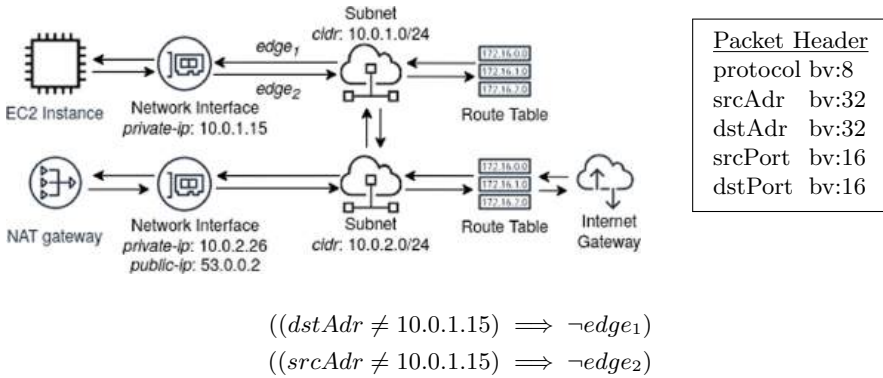 Subnet
cidr: 10.0.1.0/24
edge1
edge2
172.16.0.0
172.16.1.0
172.16.2.0
EC2 Instance
Network Interface
private-ip: 10.0.1.15
Route Table
172.16.0.0
172.16.1.0
172.16.2.0
NAT gateway
Network Interface
private-ip: 10.0.2.26
public-ip: 53.0.0.2
Subnet
cidr: 10.0.2.0/24
Route Table
Internet
Gateway
Packet Header
protocol bv:8
srcAdr bv:32
dstAdr bv:32
srcPort bv:16
dstPort bv:16
((dstAdr ≠ 10.0.1.15) ⟹ ¬edge₁)
((srcAdr ≠ 10.0.1.15) ⟹ ¬edge₂)